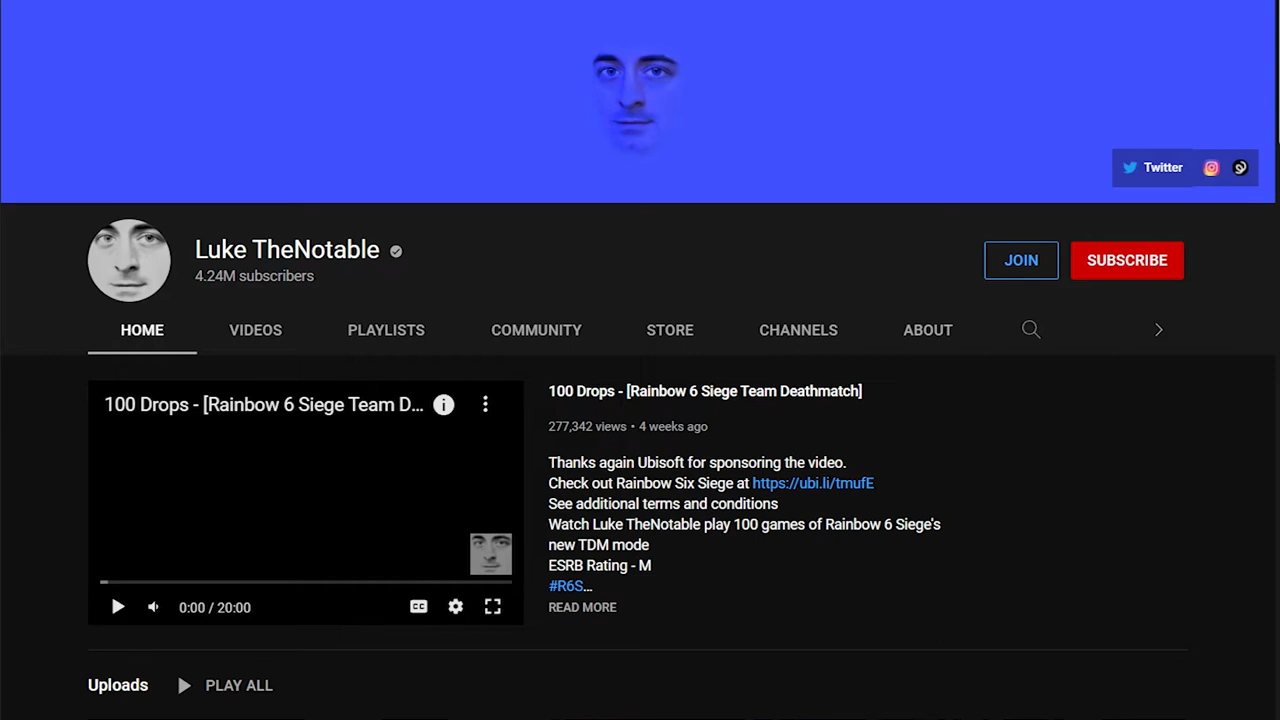 Twitter
Luke TheNotable
4.24M subscribers
JOIN
SUBSCRIBE
HOME
VIDEOS
PLAYLISTS
COMMUNITY
STORE
CHANNELS
ABOUT
100 Drops - [Rainbow 6 Siege Team D...
0:00 / 20:00
CC
100 Drops - [Rainbow 6 Siege Team Deathmatch]
277,342 views • 4 weeks ago
Thanks again Ubisoft for sponsoring the video.
Check out Rainbow Six Siege at https://ubi.li/tmufE
See additional terms and conditions
Watch Luke TheNotable play 100 games of Rainbow 6 Siege's
new TDM mode
ESRB Rating - M
#R6S...
READ MORE
Uploads
PLAY ALL